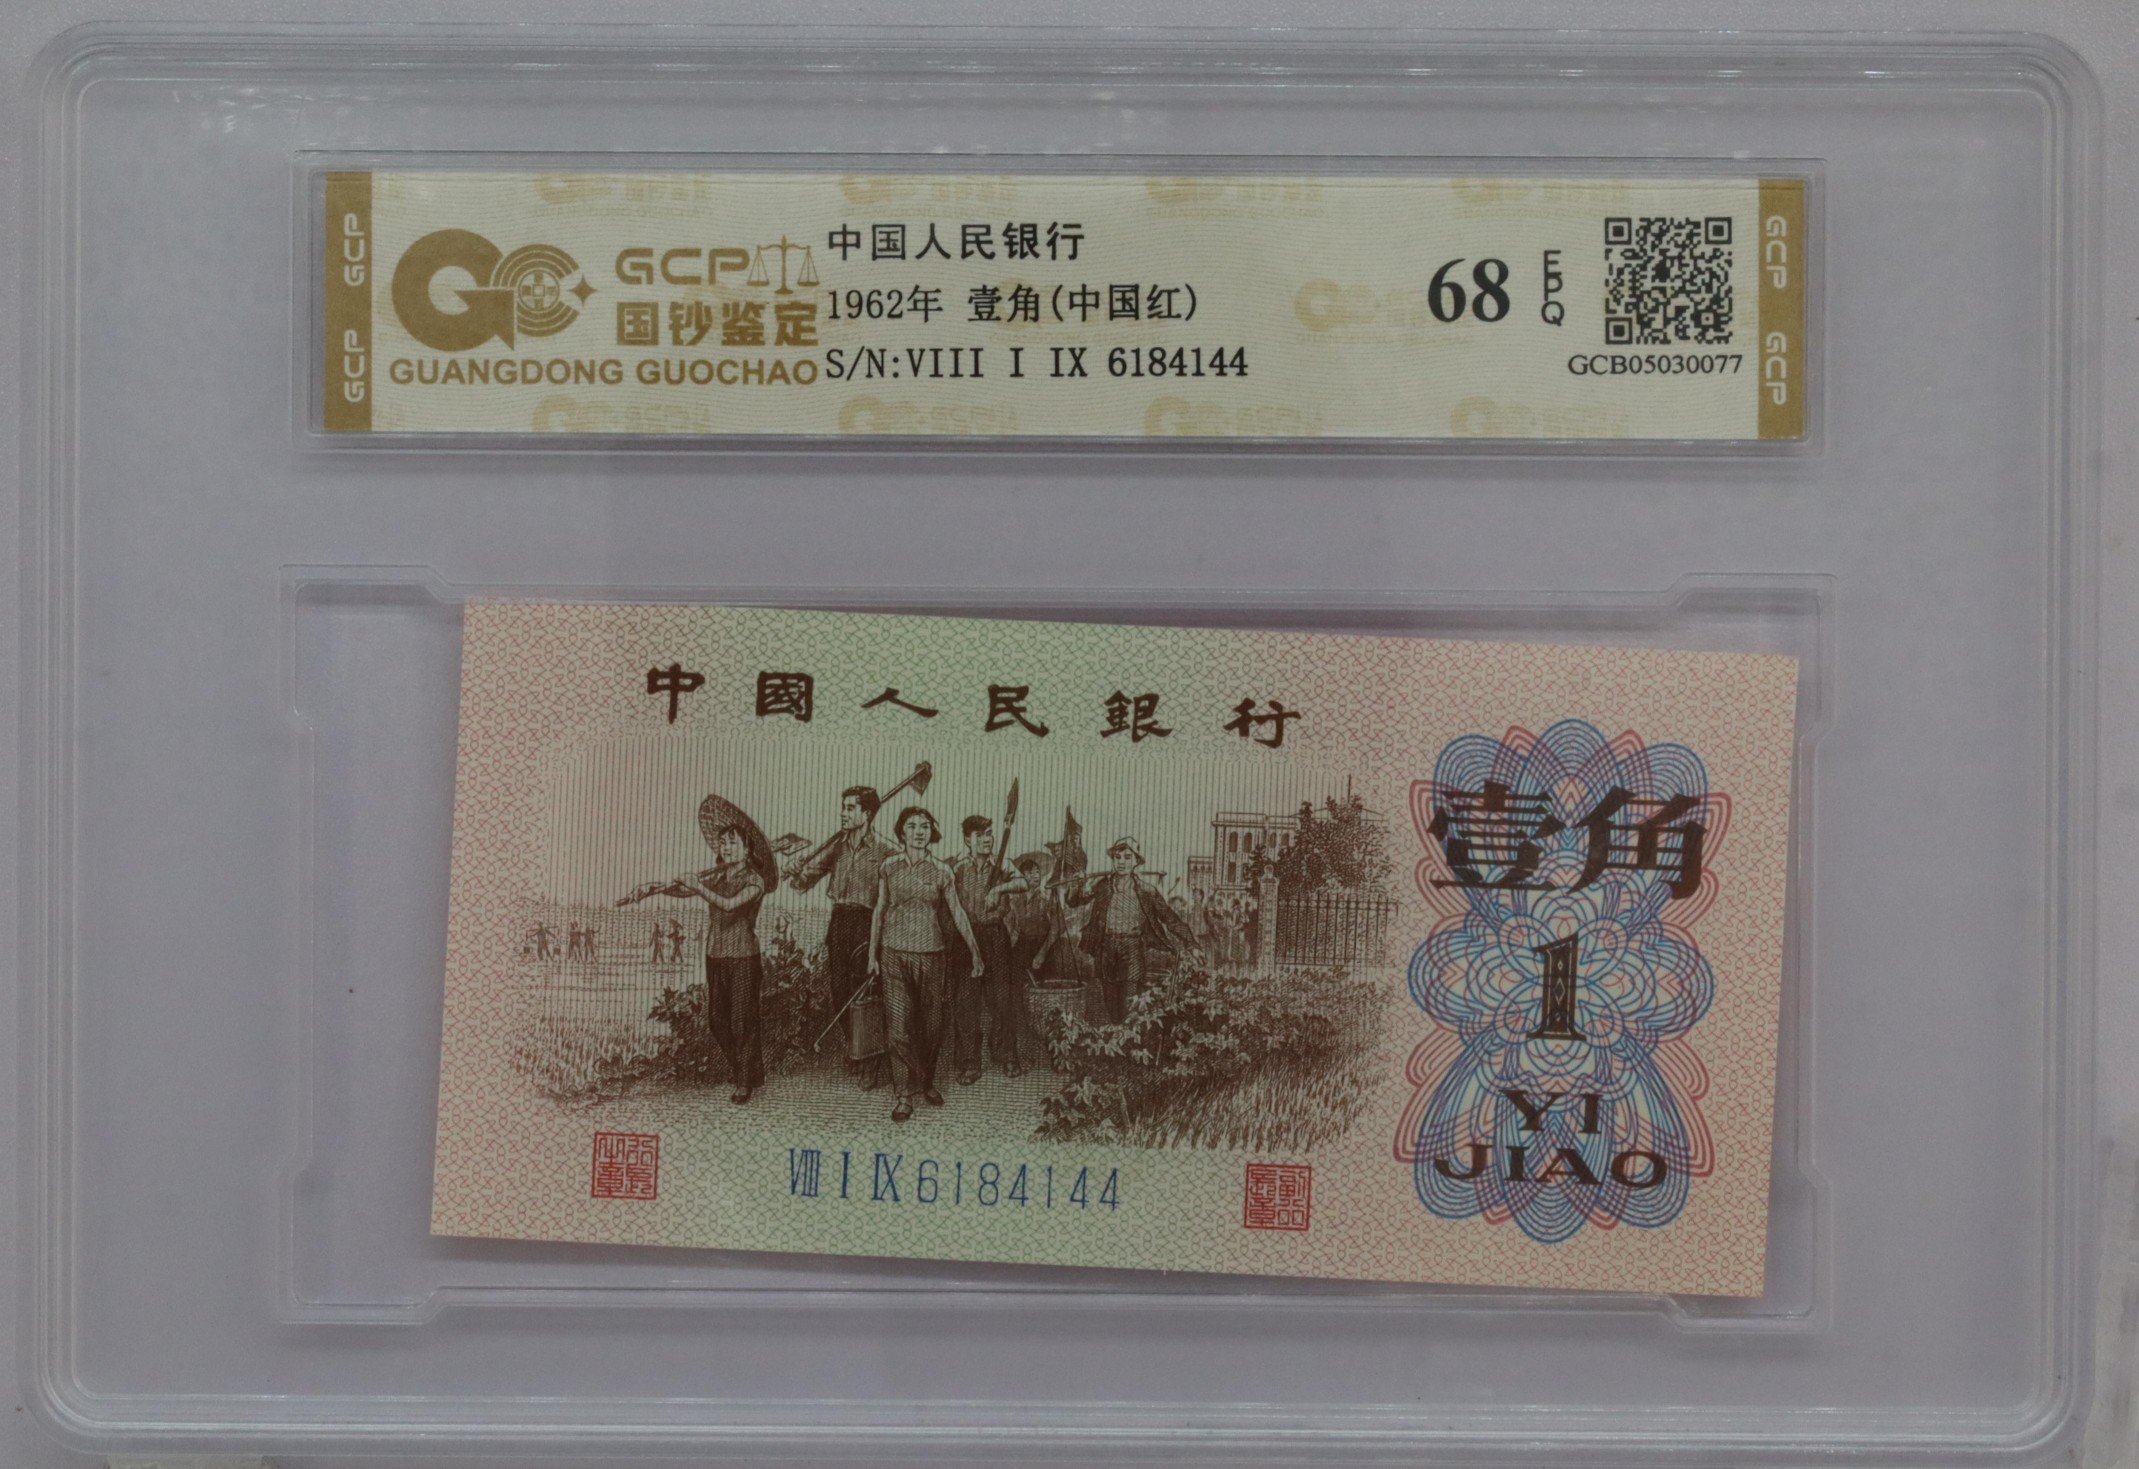 GCP GCP
GCP
国钞鉴定
GUANGDONG GUOCHAO
中国人民银行
1962年 壹角(中国红)
S/N:VIII I IX 6184144
68 EPQ
GCB05030077
GCP GCP
中國人民銀行
壹角
1
YI
JIAO
VIII I IX 6184144